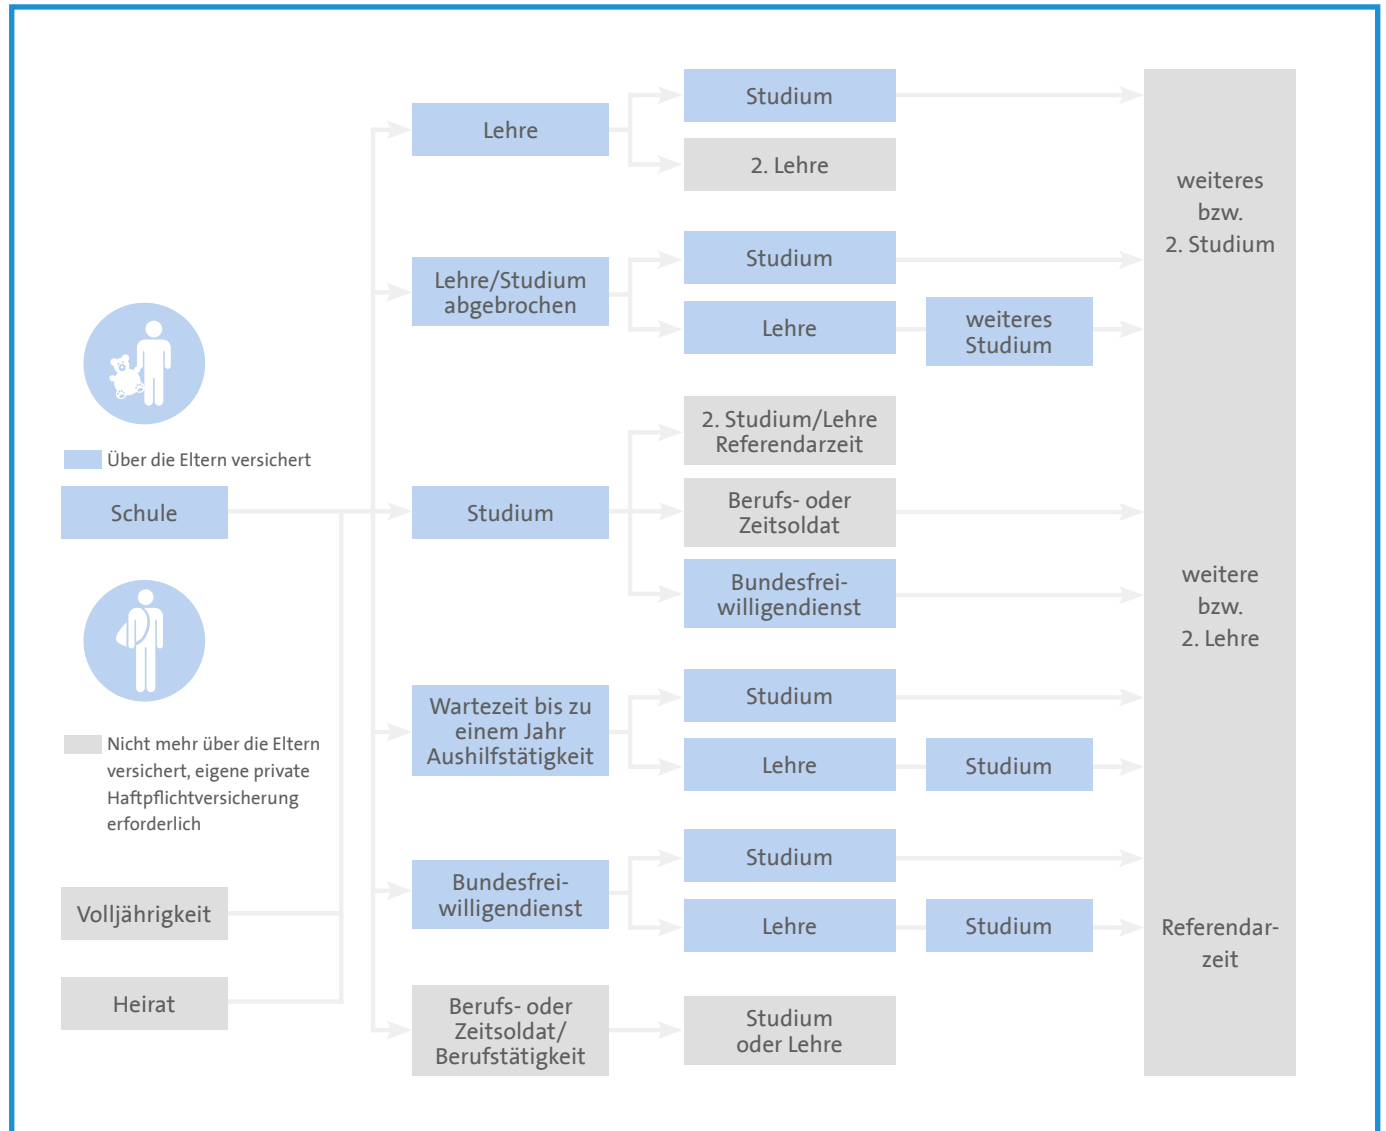 Über die Eltern versichert
Schule
Nicht mehr über die Eltern
versichert, eigene private
Haftpflichtversicherung
erforderlich
Volljährigkeit
Heirat
Lehre
Studium
2. Lehre
Lehre/Studium
abgebrochen
Studium
Lehre
weiteres
Studium
Studium
2. Studium/Lehre
Referendarzeit
Berufs- oder
Zeitsoldat
Bundesfrei-
willigendienst
Wartezeit bis zu
einem Jahr
Aushilfstätigkeit
Studium
Lehre
Studium
Bundesfrei-
willigendienst
Studium
Lehre
Studium
Berufs- oder
Zeitsoldat/
Berufstätigkeit
Studium
oder Lehre
weiteres
bzw.
2. Studium
weitere
bzw.
2. Lehre
Referendar-
zeit